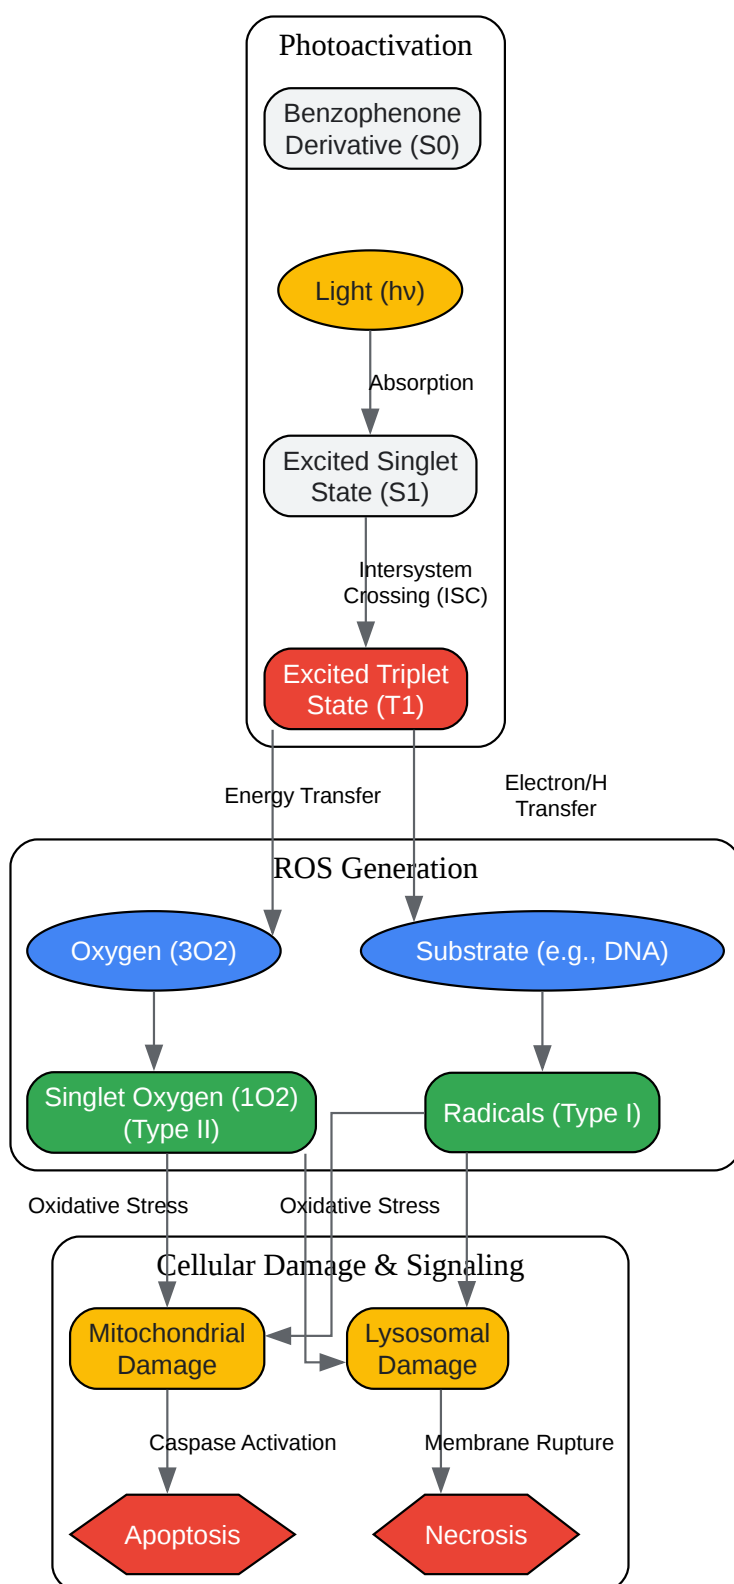 Photoactivation
Benzophenone
Derivative (S0)
Light (hν)
Absorption
Excited Singlet
State (S1)
Intersystem
Crossing (ISC)
Excited Triplet
State (T1)
Energy Transfer
Electron/H
Transfer
ROS Generation
Oxygen (3O2)
Substrate (e.g., DNA)
Singlet Oxygen (1O2)
(Type II)
Radicals (Type I)
Oxidative Stress
Oxidative Stress
Cellular Damage & Signaling
Mitochondrial
Damage
Lysosomal
Damage
Caspase Activation
Membrane Rupture
Apoptosis
Necrosis